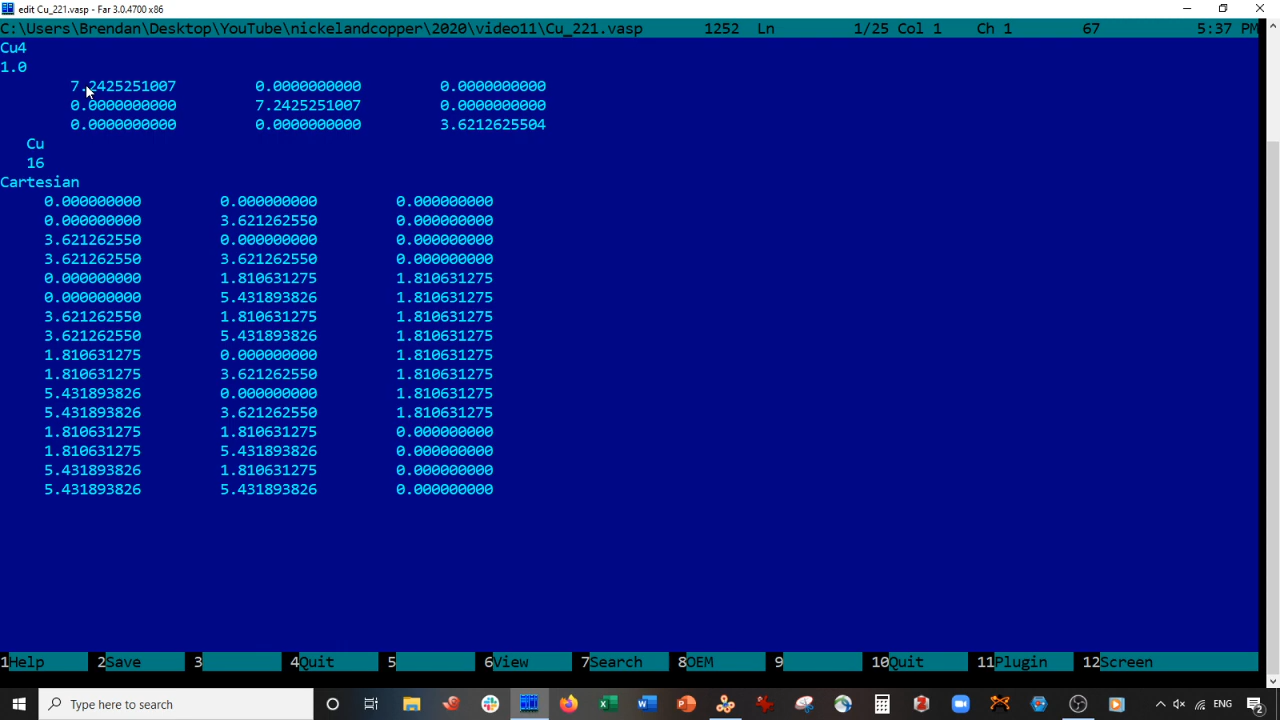 edit Cu_221.vasp - Far 3.0.4700 x86
C:\Users\Brendan\Desktop\YouTube\nickelandcopper\2020\video11\Cu_221.vasp 1252 Ln 1/25 Col 1 Ch 1 67 5:37 PM
Cu4
1.0
7.2425251007 0.0000000000 0.0000000000
0.0000000000 7.2425251007 0.0000000000
0.0000000000 0.0000000000 3.6212625504
Cu
16
Cartesian
0.000000000 0.000000000 0.000000000
0.000000000 3.621262550 0.000000000
3.621262550 0.000000000 0.000000000
3.621262550 3.621262550 0.000000000
0.000000000 1.810631275 1.810631275
0.000000000 5.431893826 1.810631275
3.621262550 1.810631275 1.810631275
3.621262550 5.431893826 1.810631275
1.810631275 0.000000000 1.810631275
1.810631275 3.621262550 1.810631275
5.431893826 0.000000000 1.810631275
5.431893826 3.621262550 1.810631275
1.810631275 1.810631275 0.000000000
1.810631275 5.431893826 0.000000000
5.431893826 1.810631275 0.000000000
5.431893826 5.431893826 0.000000000
1Help 2Save 3 4Quit 5 6View 7Search 8OEM 9 10Quit 11Plugin 12Screen
Type here to search ENG 2